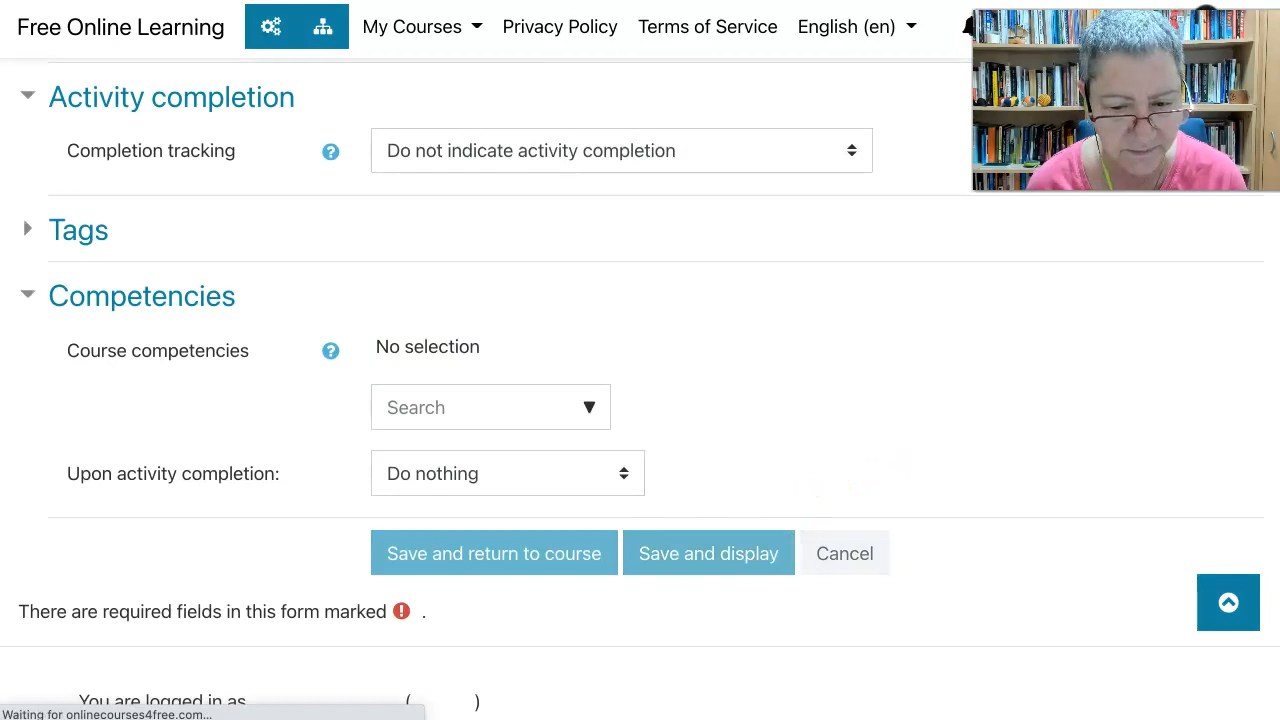 Free Online Learning My Courses Privacy Policy Terms of Service English (en)
Activity completion
Completion tracking ? Do not indicate activity completion
Tags
Competencies
Course competencies ? No selection
Search
Upon activity completion: Do nothing
Save and return to course Save and display Cancel
There are required fields in this form marked ! .
You are logged in as ( )
Waiting for onlinecourses4free.com...